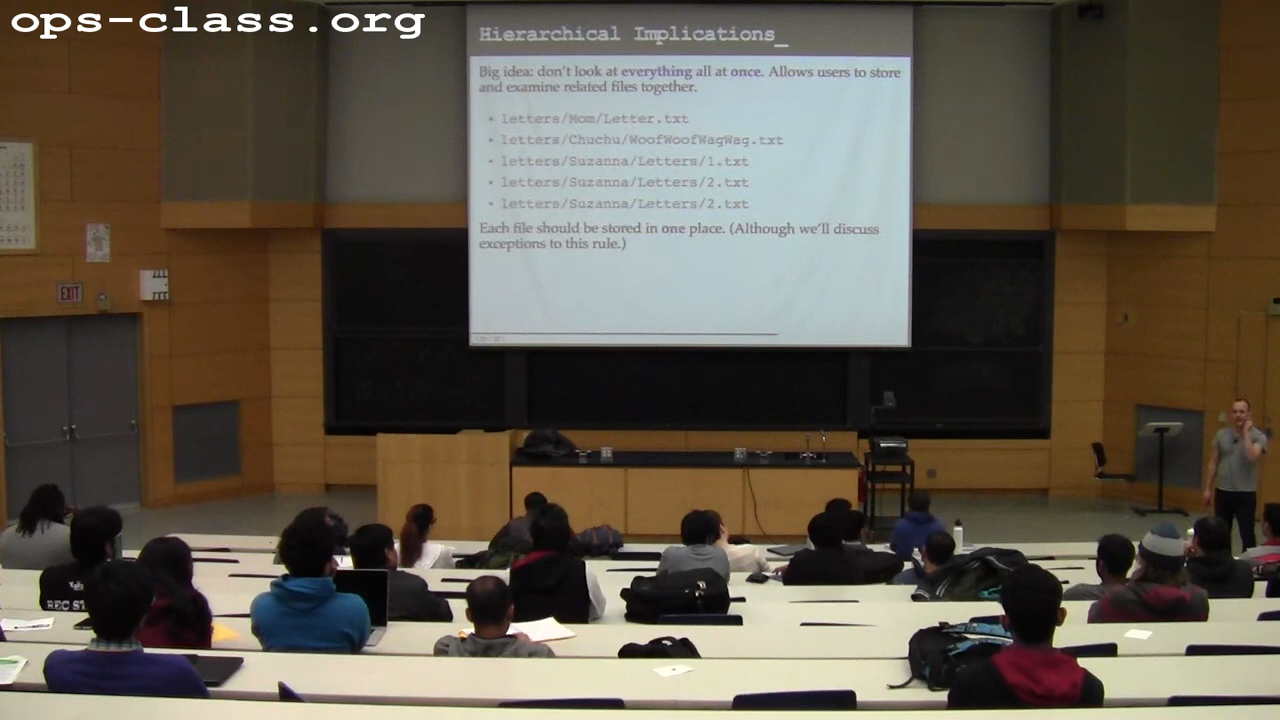 ops-class.org
Hierarchical Implications_
Big idea: don't look at everything all at once. Allows users to store
and examine related files together.
• letters/Mom/Letter.txt
• letters/Chuchu/WoofWoofWagWag.txt
• letters/Suzanna/Letters/1.txt
• letters/Suzanna/Letters/2.txt
• letters/Suzanna/Letters/2.txt
Each file should be stored in one place. (Although we'll discuss
exceptions to this rule.)
EXIT